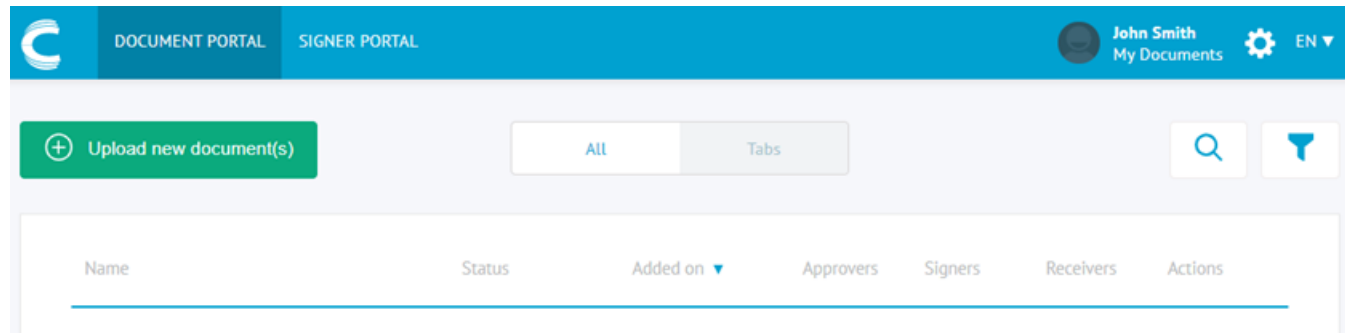 DOCUMENT PORTAL SIGNER PORTAL
John Smith
My Documents
EN
Upload new document(s)
All Tabs
Name Status Added on Approvers Signers Receivers Actions